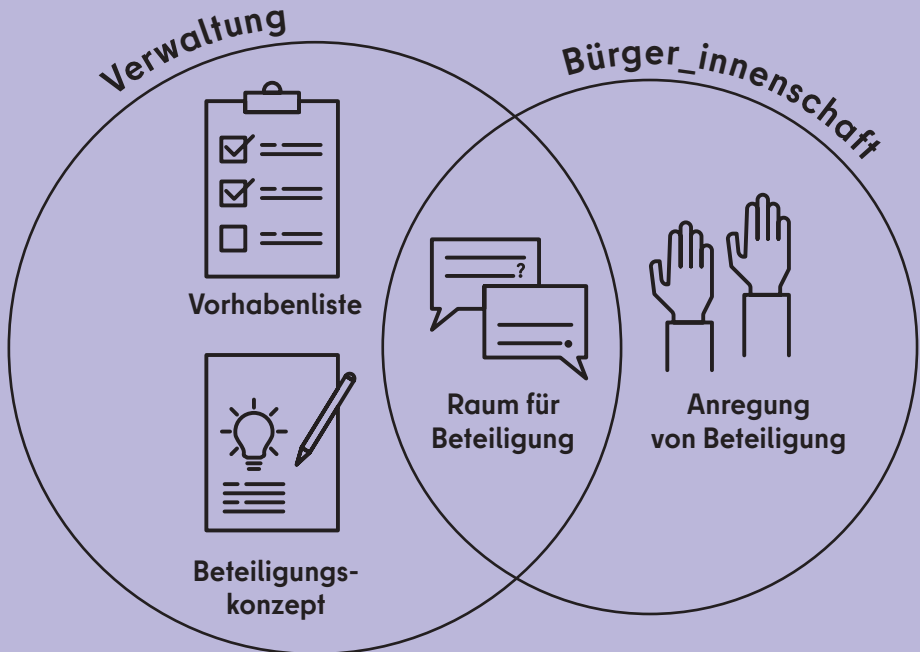 Verwaltung
Bürger_innenschaft
Vorhabenliste
?
Raum für
Beteiligung
Anregung
von Beteiligung
Beteiligungs-
konzept